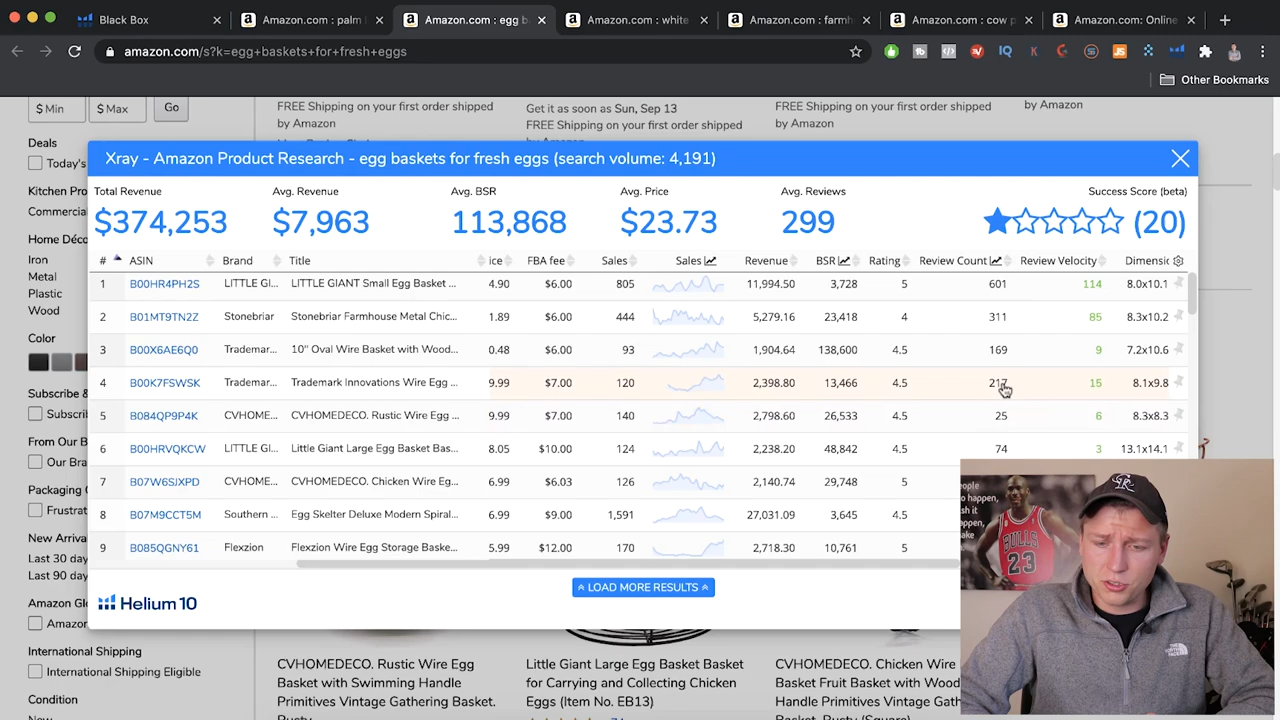 Black Box
Amazon.com : palm
Amazon.com : egg b
Amazon.com : white
Amazon.com : farmh
Amazon.com : cow p
Amazon.com: Online
amazon.com/s?k=egg+baskets+for+fresh+eggs
Other Bookmarks
$ Min
$ Max
Go
FREE Shipping on your first order shipped
by Amazon
Get it as soon as Sun, Sep 13
FREE Shipping on your first order shipped
FREE Shipping on your first order shipped
by Amazon
by Amazon
Deals
Today's
Kitchen Pro
Commercia
Home Déco
Iron
Metal
Plastic
Wood
Color
Subscribe &
Subscri
From Our B
Our Bra
Packaging
Frustrat
New Arriva
Last 30 day
Last 90 day
Amazon Glo
Amazon
International Shipping
International Shipping Eligible
Condition
New
Xray - Amazon Product Research - egg baskets for fresh eggs (search volume: 4,191)
Total Revenue
$374,253
Avg. Revenue
$7,963
Avg. BSR
113,868
Avg. Price
$23.73
Avg. Reviews
299
Success Score (beta)
(20)
# ASIN Brand Title ice FBA fee Sales Sales Revenue BSR Rating Review Count Review Velocity Dimensic
1 B00HR4PH2S LITTLE GI... LITTLE GIANT Small Egg Basket ... 4.90 $6.00 805 11,994.50 3,728 5 601 114 8.0x10.1
2 B01MT9TN2Z Stonebriar Stonebriar Farmhouse Metal Chic... 1.89 $6.00 444 5,279.16 23,418 4 311 85 8.3x10.2
3 B00X6AE6Q0 Tradema... 10" Oval Wire Basket with Wood... 0.48 $6.00 93 1,904.64 138,600 4.5 169 9 7.2x10.6
4 B00K7FSWSK Tradema... Trademark Innovations Wire Egg ... 9.99 $7.00 120 2,398.80 13,466 4.5 217 15 8.1x9.8
5 B084QP9P4K CVHOME... CVHOMEDECO. Rustic Wire Egg ... 9.99 $7.00 140 2,798.60 26,533 4.5 25 6 8.3x8.3
6 B00HRVQKCW LITTLE GI... Little Giant Large Egg Basket Bas... 8.05 $10.00 124 2,238.20 48,842 4.5 74 3 13.1x14.1
7 B07W6SJXPD CVHOME... CVHOMEDECO. Chicken Wire Eg... 6.99 $6.03 126 2,140.74 29,748 5
8 B07M9CCT5M Southern ... Egg Skelter Deluxe Modern Spiral... 6.99 $9.00 1,591 27,031.09 3,645 4.5
9 B085QGNY61 Flexzion Flexzion Wire Egg Storage Baske... 5.99 $12.00 170 2,718.30 10,761 5
LOAD MORE RESULTS
Helium 10
CVHOMEDECO. Rustic Wire Egg
Basket with Swimming Handle
Primitives Vintage Gathering Basket.
Little Giant Large Egg Basket Basket
for Carrying and Collecting Chicken
Eggs (Item No. EB13)
CVHOMEDECO. Chicken Wire
Basket Fruit Basket with Wood
Handle Primitives Vintage Gath
Rusty (Square)
BULLS
23